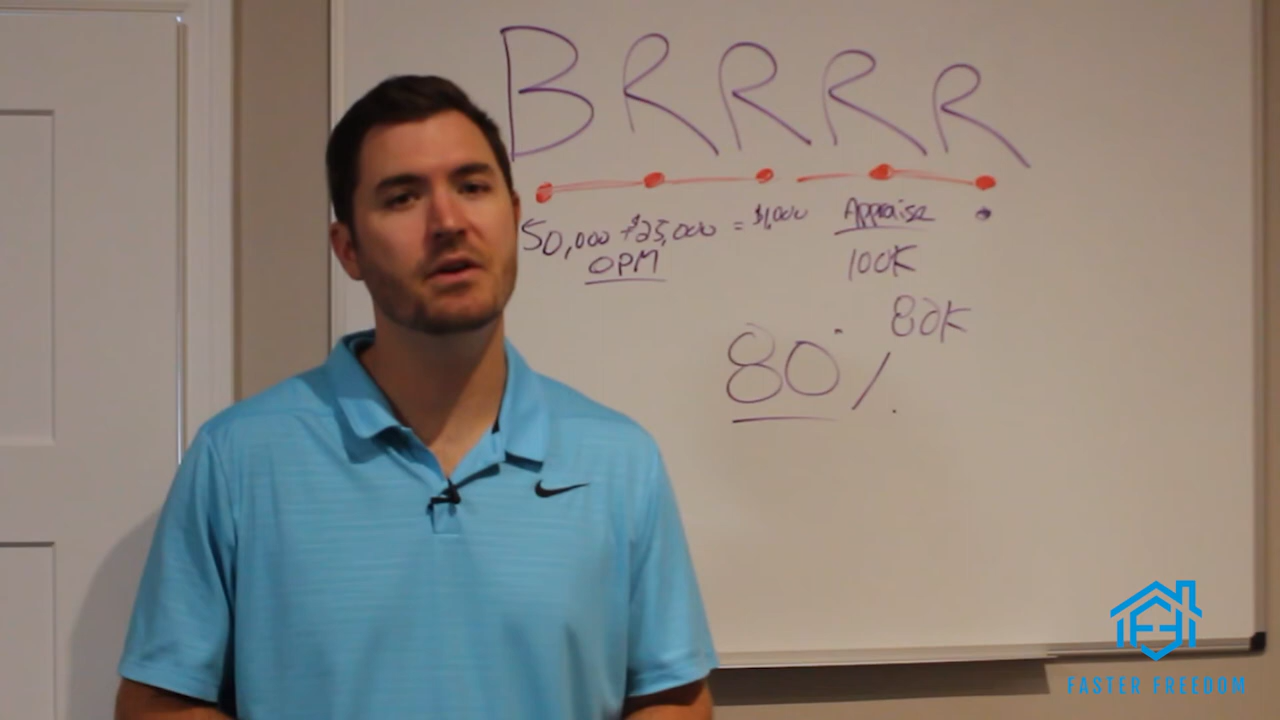 BRRRR
50,000 + $25,000 = $1,000 Appraise
OPM 100K
80K
80%
FASTER FREEDOM